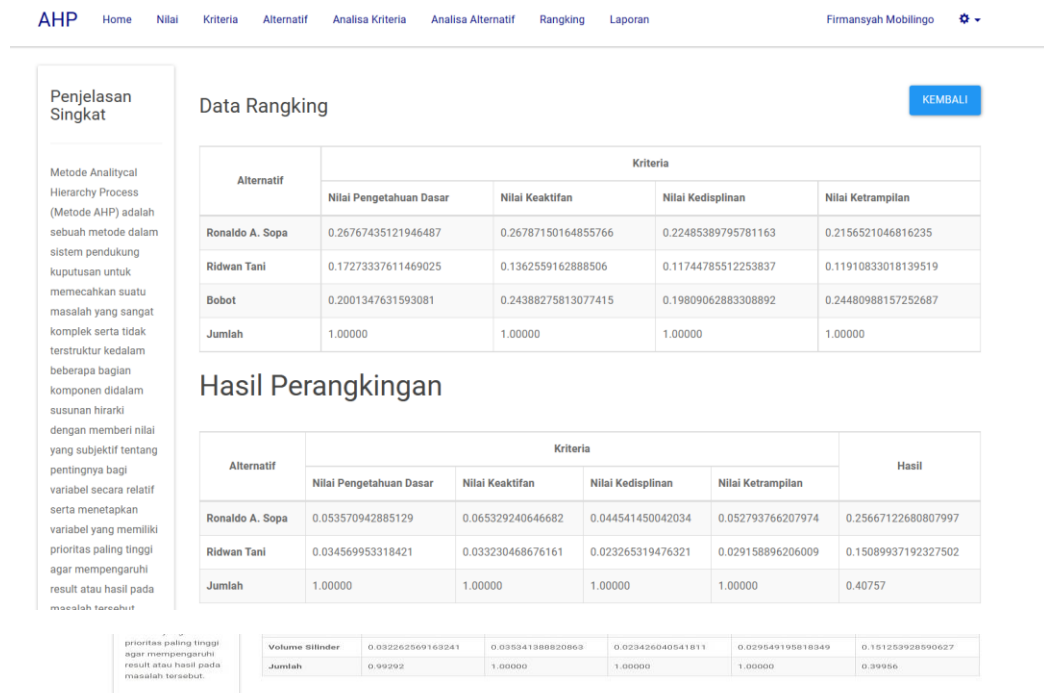 AHP Home Nilai Kriteria Alternatif Analisa Kriteria Analisa Alternatif Rangking Laporan Firmansyah Mobilingo
Penjelasan
Singkat
Metode Analitycal
Hierarchy Process
(Metode AHP) adalah
sebuah metode dalam
sistem pendukung
kuputusan untuk
memecahkan suatu
masalah yang sangat
komplek serta tidak
terstruktur kedalam
beberapa bagian
komponen didalam
susunan hirarki
dengan memberi nilai
yang subjektif tentang
pentingnya bagi
variabel secara relatif
serta menetapkan
variabel yang memiliki
prioritas paling tinggi
agar mempengaruhi
result atau hasil pada
masalah tersebut
Data Rangking
KEMBALI
Alternatif Kriteria
Nilai Pengetahuan Dasar Nilai Keaktifan Nilai Kedisplinan Nilai Ketrampilan
Ronaldo A. Sopa 0.26767435121946487 0.26787150164855766 0.22485389795781163 0.2156521046816235
Ridwan Tani 0.17273337611469025 0.1362559162888506 0.11744785512253837 0.11910833018139519
Bobot 0.2001347631593081 0.24388275813077415 0.19809062883308892 0.24480988157252687
Jumlah 1.00000 1.00000 1.00000 1.00000
Hasil Perangkingan
Alternatif Kriteria Hasil
Nilai Pengetahuan Dasar Nilai Keaktifan Nilai Kedisplinan Nilai Ketrampilan
Ronaldo A. Sopa 0.053570942885129 0.065329240646682 0.044541450042034 0.052793766207974 0.25667122680807997
Ridwan Tani 0.034569953318421 0.033230468676161 0.023265319476321 0.029158896206009 0.15089937192327502
Jumlah 1.00000 1.00000 1.00000 1.00000 0.40757
prioritas paling tinggi
agar mempengaruhi
result atau hasil pada
masalah tersebut.
Volume Silinder 0.032262569163241 0.035341388820863 0.023426040541811 0.029549195818349 0.151253928590627
Jumlah 0.99292 1.00000 1.00000 1.00000 0.39956